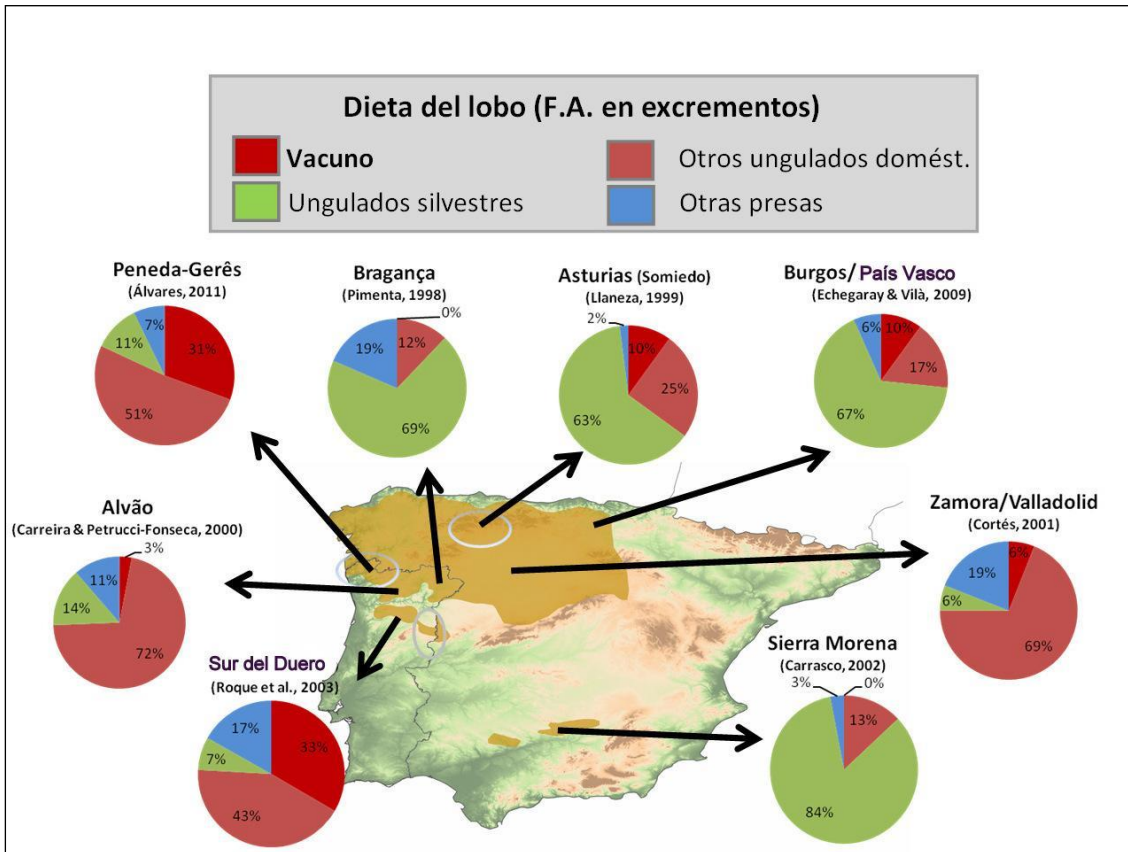 Dieta del lobo (F.A. en excrementos)
Vacuno
Otros ungulados domést.
Ungulados silvestres
Otras presas
Peneda-Gerês
(Álvares, 2011)
7%
11%
31%
51%
Bragança
(Pimenta, 1998)
0%
19%
12%
69%
Asturias (Somiedo)
(Llaneza, 1999)
2%
10%
25%
63%
Burgos/ País Vasco
(Echegaray & Vilà, 2009)
6%
10%
17%
67%
Alvão
(Carreira & Petrucci-Fonseca, 2000)
3%
11%
14%
72%
Zamora/Valladolid
(Cortés, 2001)
6%
19%
6%
69%
Sur del Duero
(Roque et al., 2003)
17%
33%
7%
43%
Sierra Morena
(Carrasco, 2002)
3%
0%
13%
84%